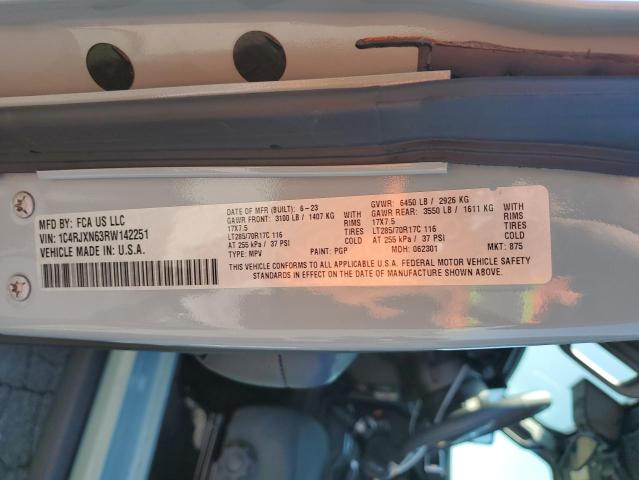 MFD BY: FCA US LLC
VIN: 1C4RJXN63RW142251
VEHICLE MADE IN: U.S.A.
DATE OF MFR (BUILT): 6-23 GVWR: 6450 LB / 2926 KG
GAWR FRONT: 3100 LB / 1407 KG WITH GAWR REAR: 3550 LB / 1611 KG WITH
17X7.5 RIMS 17X7.5 RIMS
LT285/70R17C 116 TIRES LT285/70R17C 116 TIRES
AT 255 kPa / 37 PSI COLD AT 255 kPa / 37 PSI COLD
TYPE: MPV PAINT: PGP MDH: 062301 MKT: 875
THIS VEHICLE CONFORMS TO ALL APPLICABLE U.S.A. FEDERAL MOTOR VEHICLE SAFETY
STANDARDS IN EFFECT ON THE DATE OF MANUFACTURE SHOWN ABOVE.